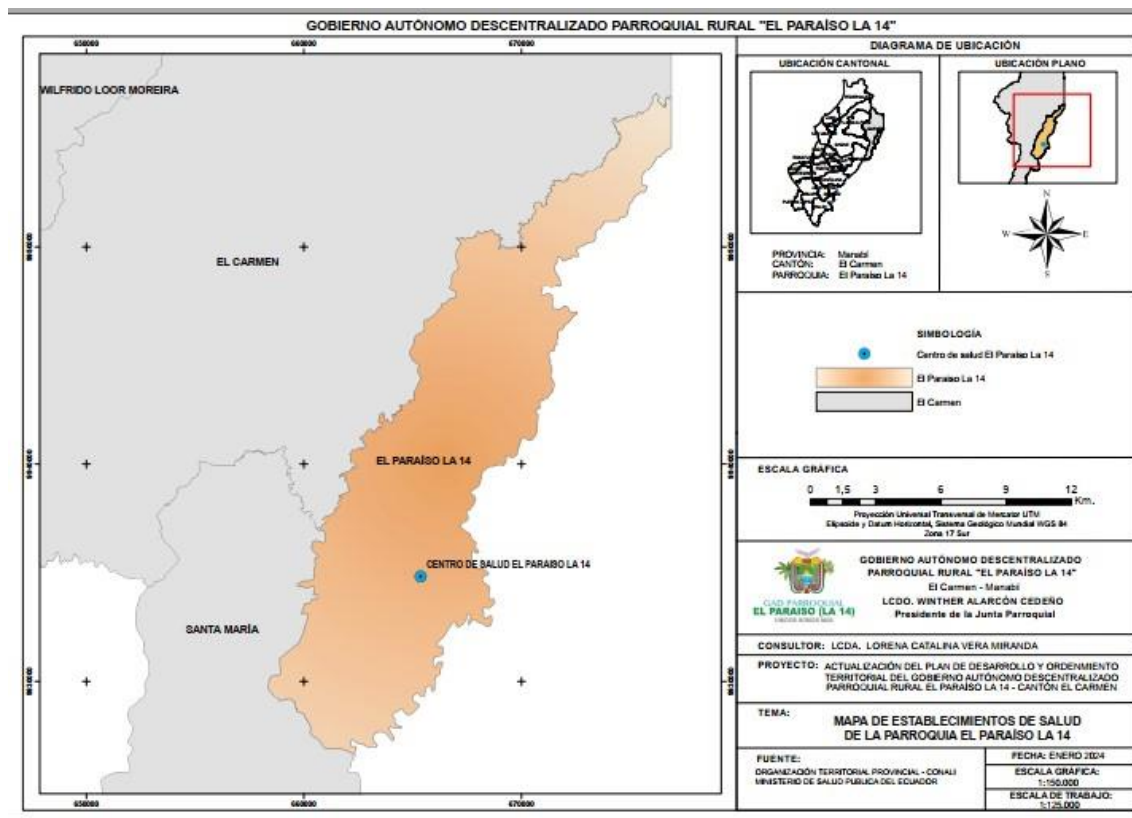 GOBIERNO AUTÓNOMO DESCENTRALIZADO PARROQUIAL RURAL "EL PARAÍSO LA 14"
650000 660000 670000
WILFRIDO LOOR MOREIRA
EL CARMEN
EL PARAÍSO LA 14
CENTRO DE SALUD EL PARAISO LA 14
SANTA MARÍA
650000 660000 670000
DIAGRAMA DE UBICACIÓN
UBICACIÓN CANTONAL
UBICACIÓN PLANO
N
W E
S
PROVINCIA: Manabí
CANTÓN: El Carmen
PARROQUIA: El Paraíso La 14
SIMBOLOGÍA
Centro de salud El Paraíso La 14
El Paraíso La 14
El Carmen
ESCALA GRÁFICA
0 1,5 3 6 9 12
Km.
Proyección Universal Transversal de Mercator UTM
Elipsoide y Datum Horizontal, Sistema Geológico Mundial WGS 84
Zona 17 Sur
GAD PARROQUIAL
EL PARAÍSO (LA 14)
GOBIERNO AUTÓNOMO DESCENTRALIZADO
PARROQUIAL RURAL "EL PARAÍSO LA 14"
El Carmen - Manabí
LCDO. WINTHER ALARCÓN CEDEÑO
Presidente de la Junta Parroquial
CONSULTOR: LCDA. LORENA CATALINA VERA MIRANDA
PROYECTO: ACTUALIZACIÓN DEL PLAN DE DESARROLLO Y ORDENMIENTO
TERRITORIAL DEL GOBIERNO AUTÓNOMO DESCENTRALIZADO
PARROQUIAL RURAL EL PARAÍSO LA 14 - CANTÓN EL CARMEN
TEMA:
MAPA DE ESTABLECIMIENTOS DE SALUD
DE LA PARROQUIA EL PARAÍSO LA 14
FUENTE:
ORGANIZACIÓN TERRITORIAL PROVINCIAL - CONALI
MINISTERIO DE SALUD PUBLICA DEL ECUADOR
FECHA: ENERO 2024
ESCALA GRÁFICA:
1:150.000
ESCALA DE TRABAJO:
1:125.000